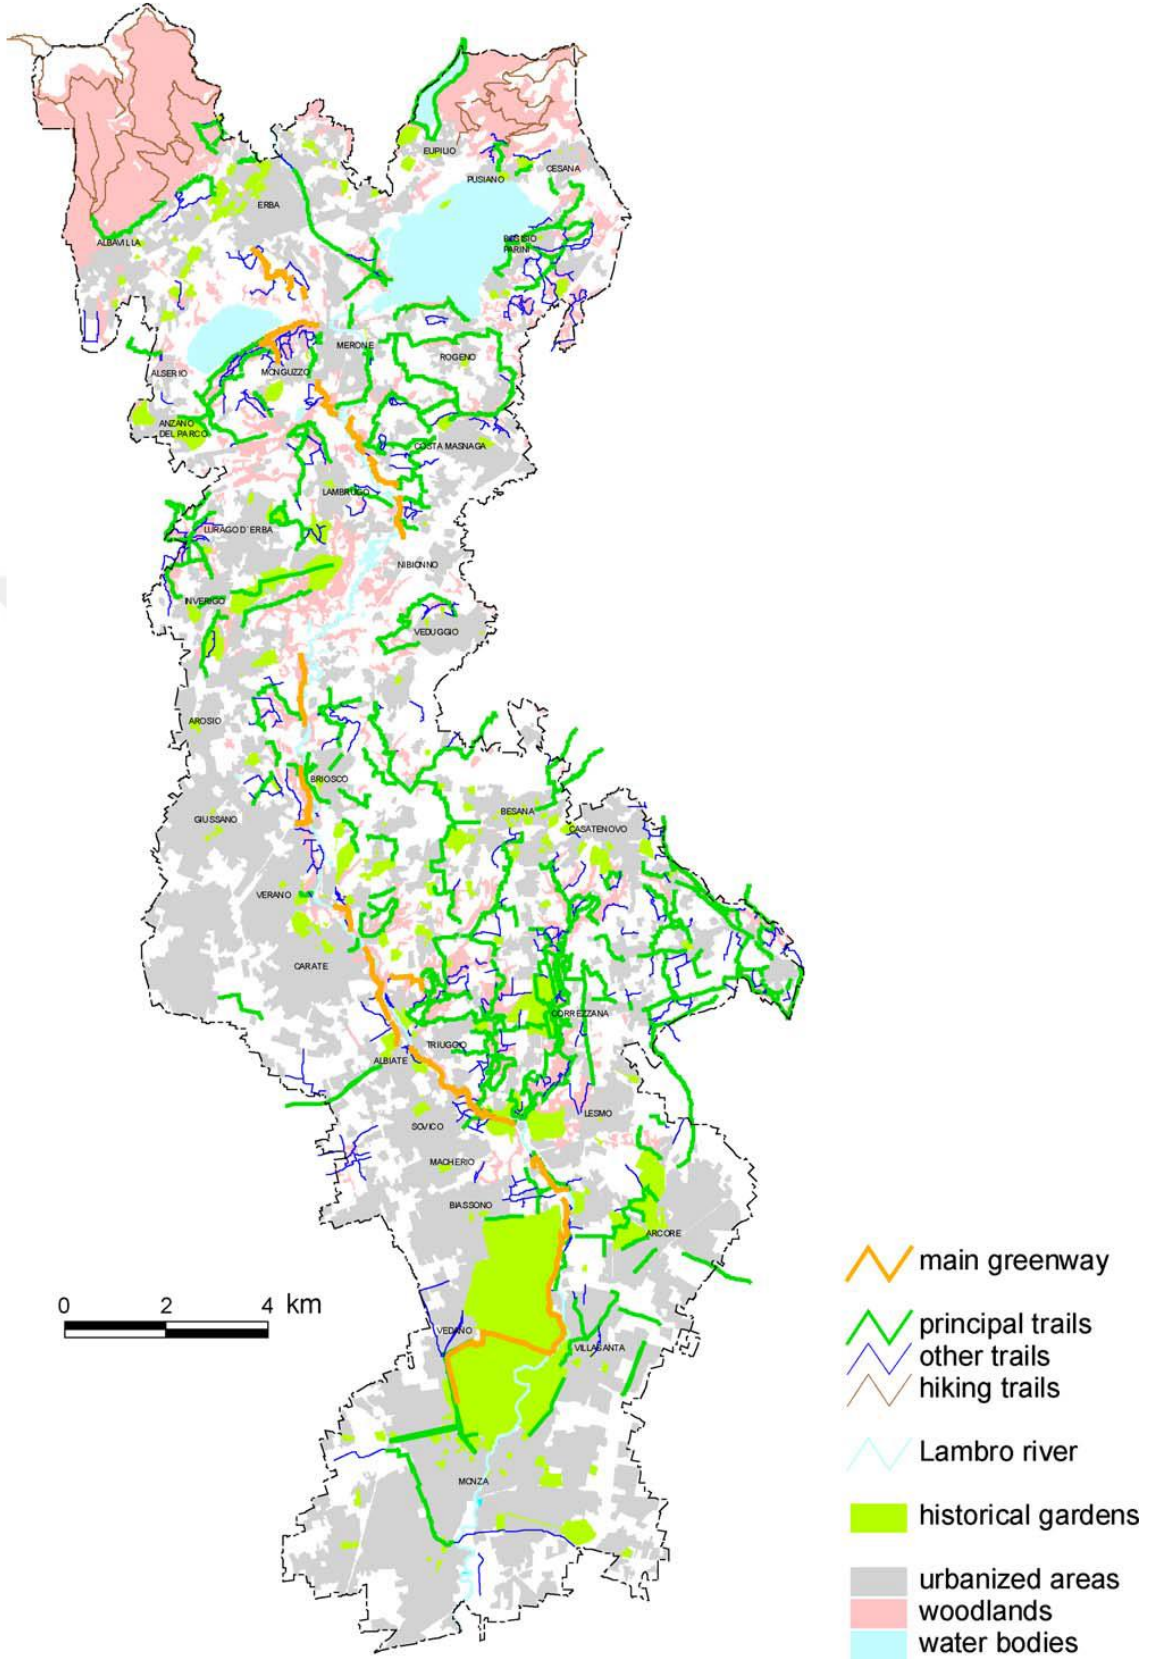 EUPILIO
PUSIANO
CESANA
ERBA
BOSISIO
PARINI
ALBAVILLA
MERONE
ROGENO
ALSERIO
MONGUZZO
ANZANO
DEL PARCO
COSTA MASNAGA
LAMBRUGO
LURAGO D`ERBA
NIBIONNO
INVERIGO
VEDUGGIO
AROSIO
BRIOSCO
GIUSSANO
BESANA
CASATENOVO
VERANO
CARATE
CORREZZANA
TRIUGGIO
ALBIATE
LESMO
SOVICO
MACHERIO
BIASSONO
ARCORE
VEDANO
VILLASANTA
MONZA
0 2 4 km
main greenway
principal trails
other trails
hiking trails
Lambro river
historical gardens
urbanized areas
woodlands
water bodies